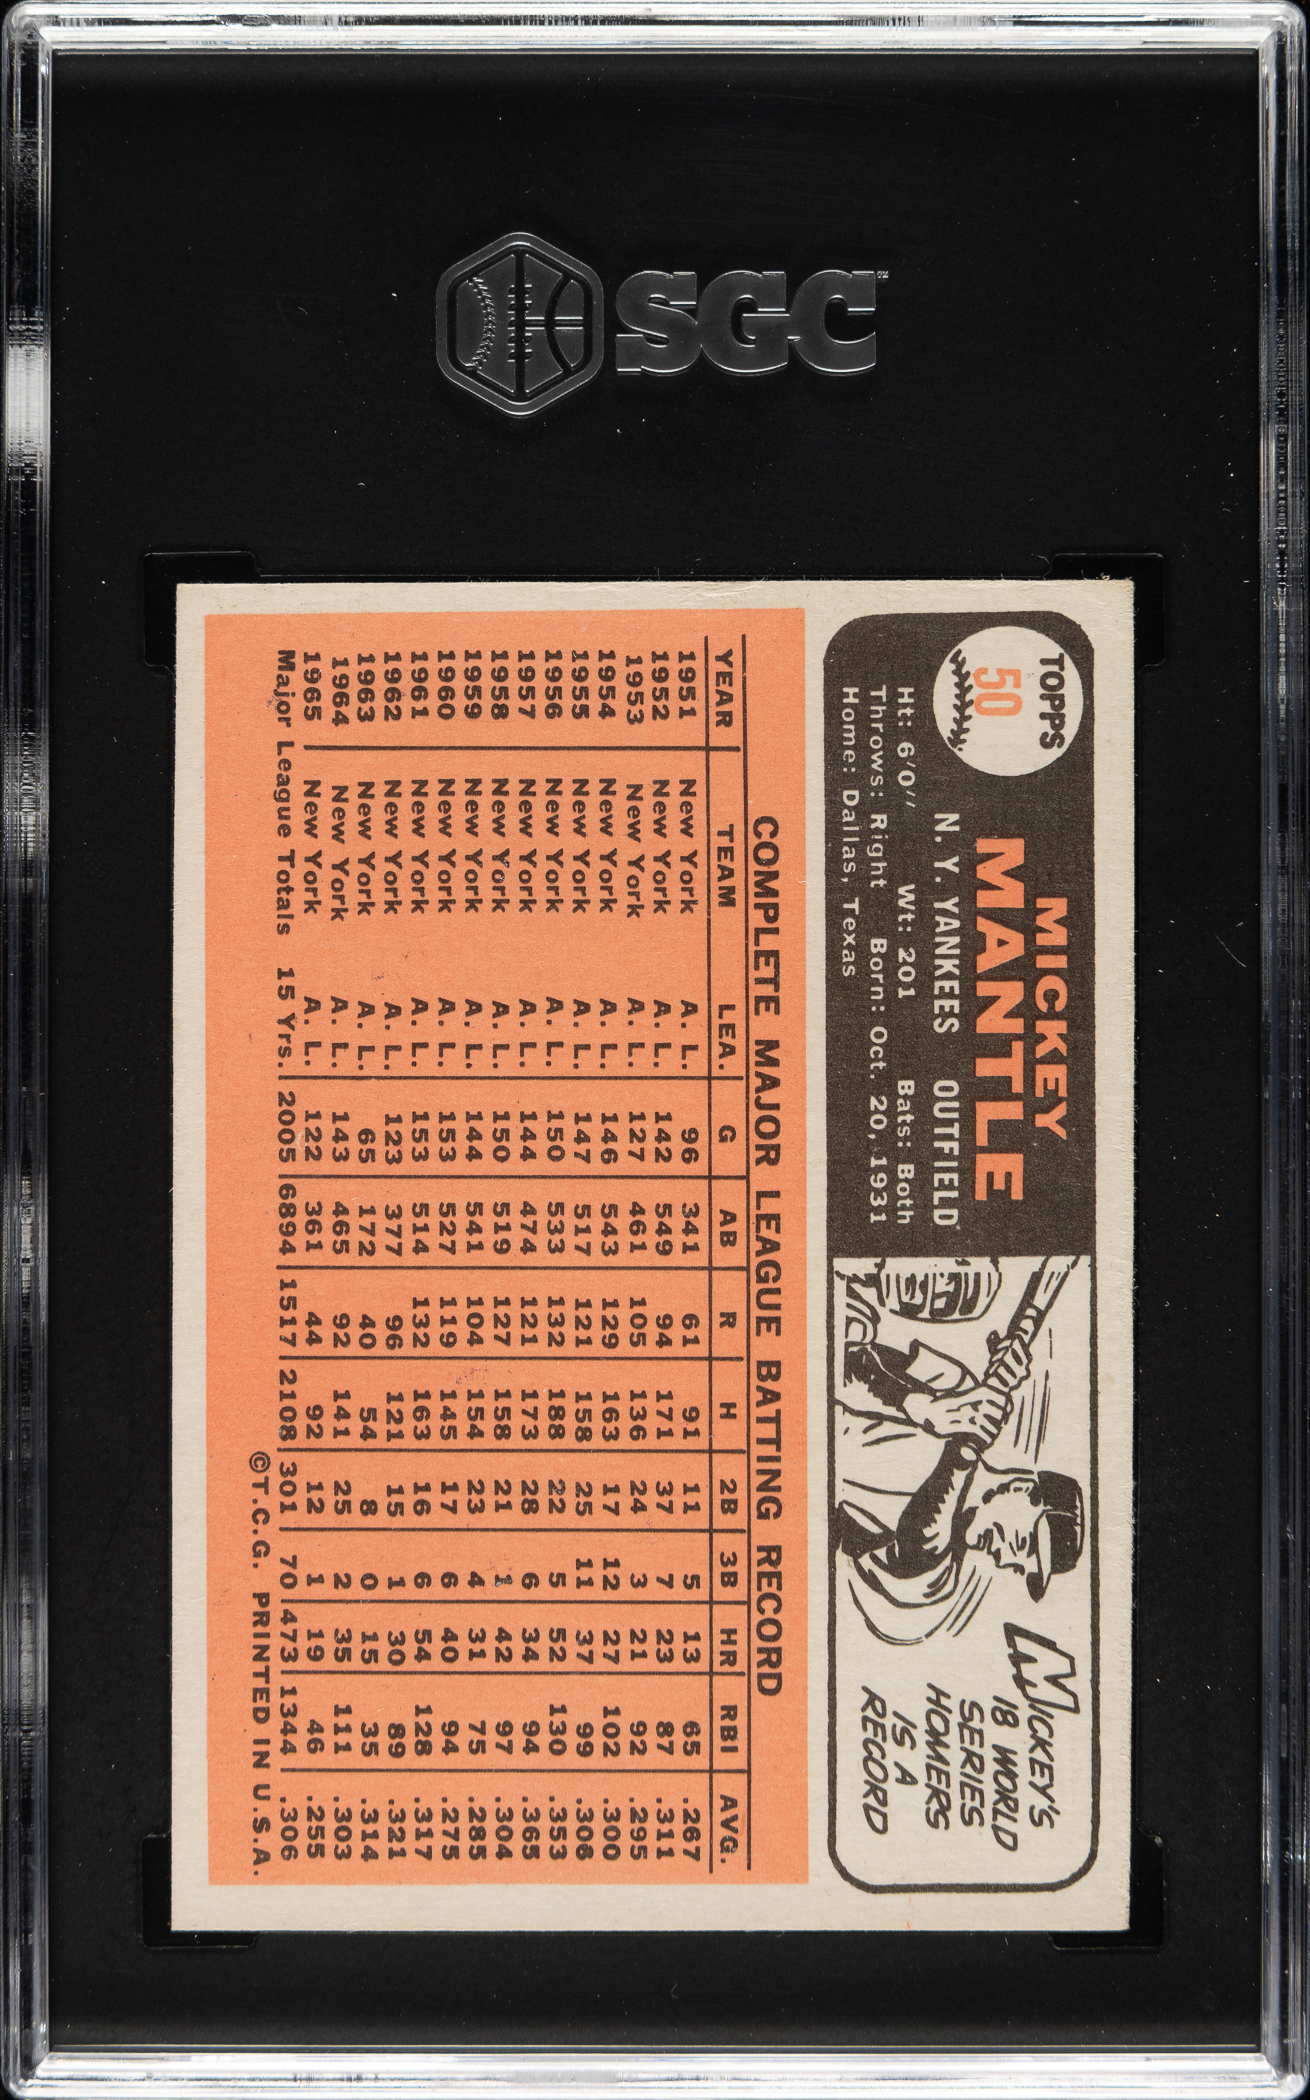 SGC™
TOPPS
50
MICKEY
MANTLE
N. Y. YANKEES OUTFIELD
Ht: 6'0'' Wt: 201 Bats: Both
Throws: Right Born: Oct. 20, 1931
Home: Dallas, Texas
MICKEY'S
18 WORLD
SERIES
HOMERS
IS A
RECORD
COMPLETE MAJOR LEAGUE BATTING RECORD
YEAR TEAM LEA. G AB R H 2B 3B HR RBI AVG.
1951 New York A. L. 96 341 61 91 11 5 13 65 .267
1952 New York A. L. 142 549 94 171 37 7 23 87 .311
1953 New York A. L. 127 461 105 136 24 3 21 92 .295
1954 New York A. L. 146 543 129 163 17 12 27 102 .300
1955 New York A. L. 147 517 121 158 25 11 37 99 .308
1956 New York A. L. 150 533 132 188 22 5 52 130 .353
1957 New York A. L. 144 474 121 173 28 6 34 94 .365
1958 New York A. L. 150 519 127 158 21 1 42 97 .304
1959 New York A. L. 144 541 104 154 23 4 31 75 .285
1960 New York A. L. 153 527 119 145 17 6 40 94 .275
1961 New York A. L. 153 514 132 163 16 6 54 128 .317
1962 New York A. L. 123 377 96 121 15 1 30 89 .321
1963 New York A. L. 65 172 40 54 8 0 15 35 .314
1964 New York A. L. 143 465 92 141 25 2 35 111 .303
1965 New York A. L. 122 361 44 92 12 1 19 46 .255
Major League Totals 15 Yrs. 2005 6894 1517 2108 301 70 473 1344 .306
©T.C.G. PRINTED IN U.S.A.